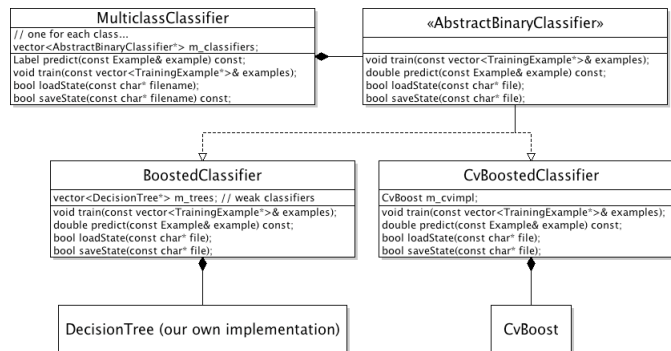 MulticlassClassifier
// one for each class...
vector<AbstractBinaryClassifier*> m_classifiers;
Label predict(const Example& example) const;
void train(const vector<TrainingExample*>& examples);
bool loadState(const char* filename);
bool saveState(const char* filename) const;
«AbstractBinaryClassifier»
void train(const vector<TrainingExample*>& examples);
double predict(const Example& example) const;
bool loadState(const char* file);
bool saveState(const char* file);
BoostedClassifier
vector<DecisionTree*> m_trees; // weak classifiers
void train(const vector<TrainingExample*>& examples);
double predict(const Example& example) const;
bool loadState(const char* file);
bool saveState(const char* file);
CvBoostedClassifier
CvBoost m_cvimpl;
void train(const vector<TrainingExample*>& examples);
double predict(const Example& example) const;
bool loadState(const char* file);
bool saveState(const char* file);
DecisionTree (our own implementation)
CvBoost